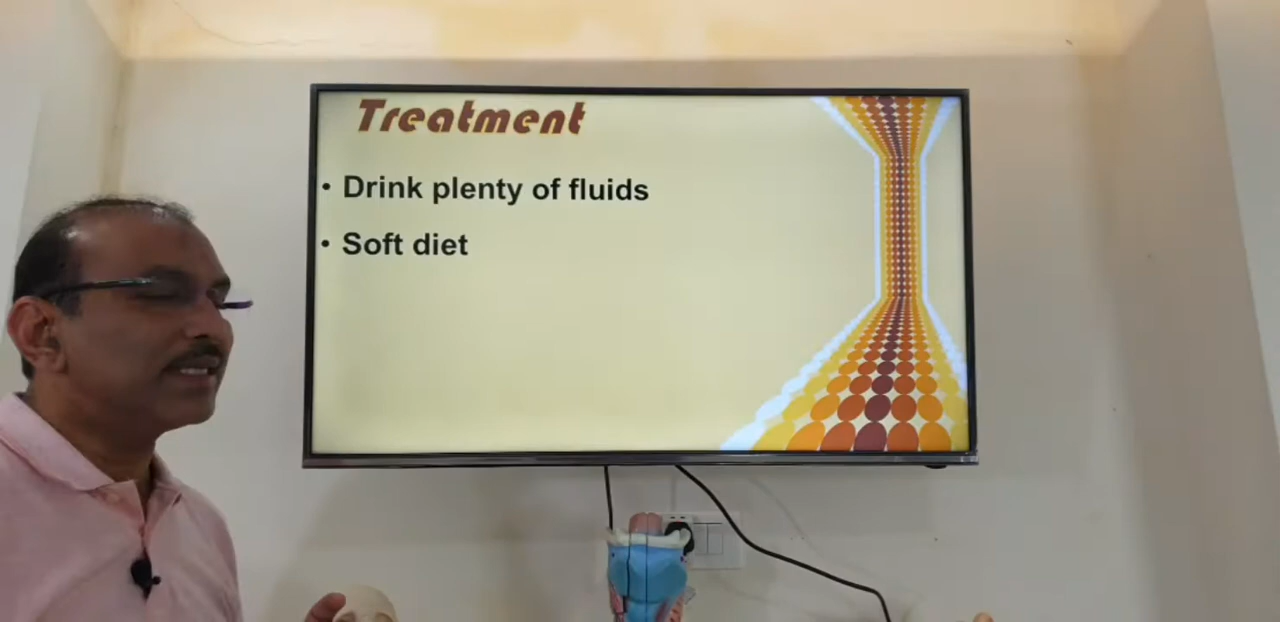 Treatment
• Drink plenty of fluids
• Soft diet